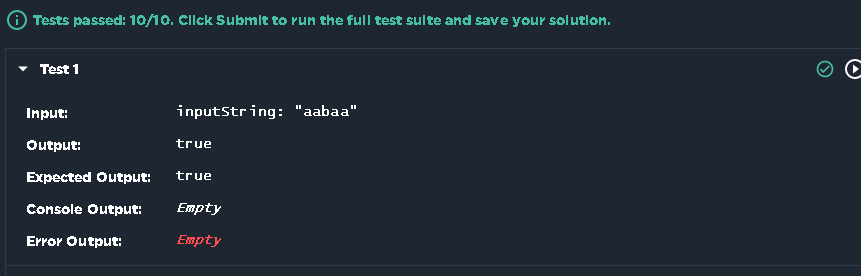 Tests passed: 10/10. Click Submit to run the full test suite and save your solution.
Test 1
Input: inputString: "aabaa"
Output: true
Expected Output: true
Console Output: Empty
Error Output: Empty